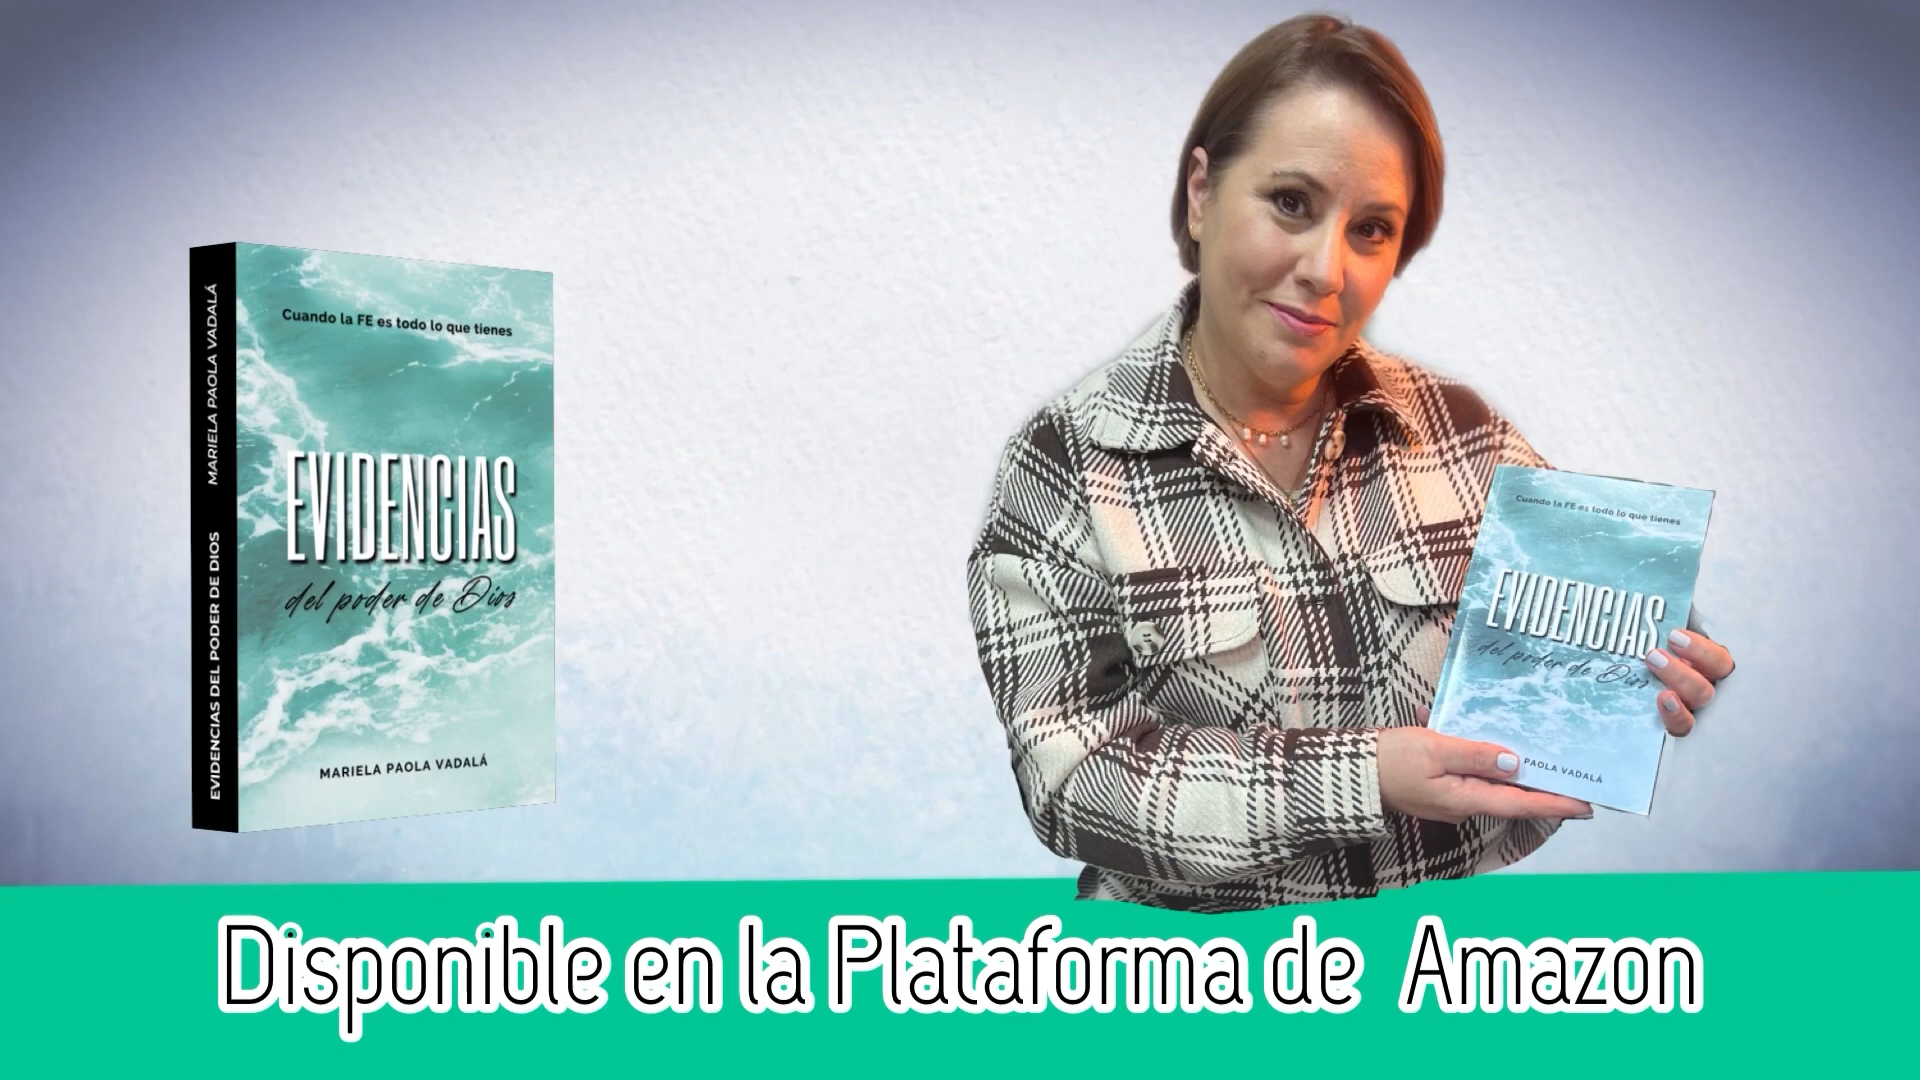 MARIELA PAOLA VADALÁ
EVIDENCIAS DEL PODER DE DIOS
Cuando la FE es todo lo que tienes
EVIDENCIAS
del poder de Dios
MARIELA PAOLA VADALÁ
Cuando la FE es todo lo que tienes
EVIDENCIAS
del poder de Dios
PAOLA VADALÁ
Disponible en la Plataforma de Amazon